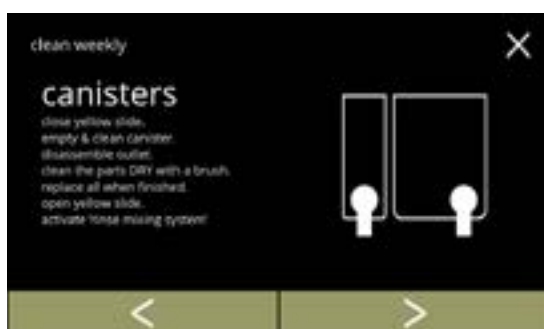 clean weekly
canisters
close yellow slide.
empty & clean canister.
disassemble outlet.
clean the parts DRY with a brush.
replace all when finished.
open yellow slide.
activate 'rinse mixing system'